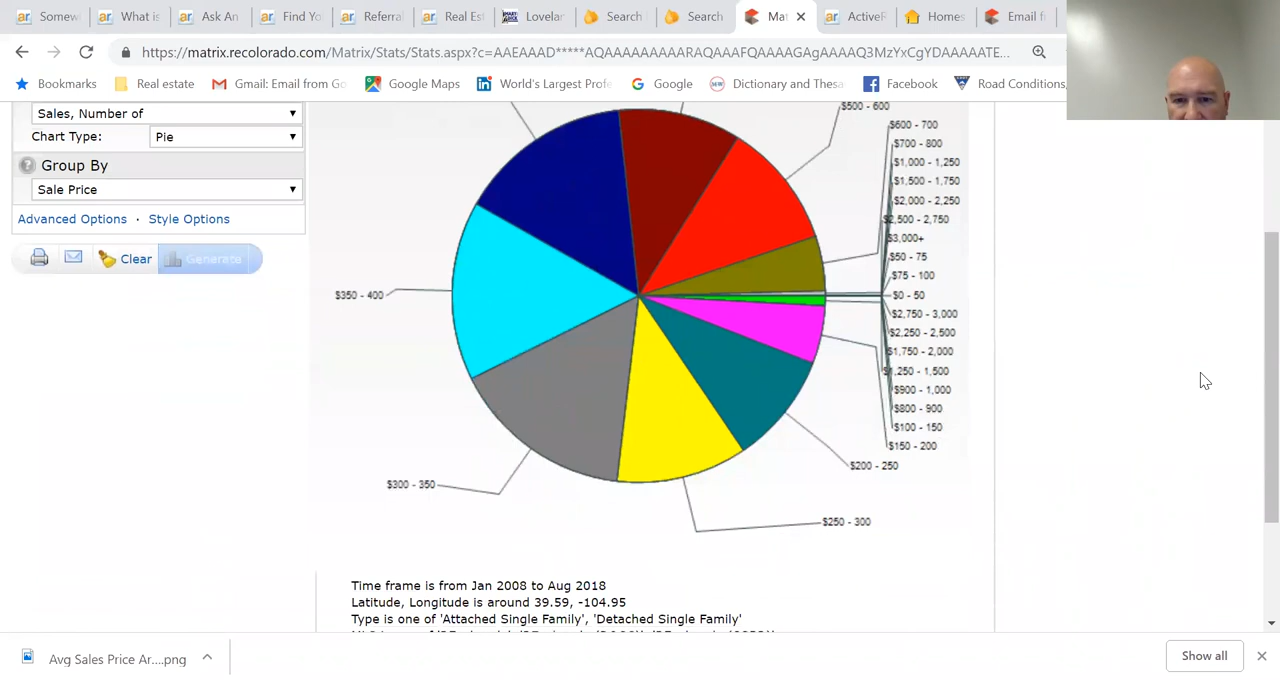 Somew
What is
Ask An
Find Yo
Referra
Real Est
Lovelan
Search
Search
Mat
ActiveR
Homes
Email f
https://matrix.recolorado.com/Matrix/Stats/Stats.aspx?c=AAEAAAD*****AQAAAAAAAAARAQAAAFQAAAAGAgAAAAQ3MzYxCgYDAAAAATE...
Bookmarks
Real estate
Gmail: Email from Go
Google Maps
World's Largest Profe
Google
Dictionary and Thesa
Facebook
Road Conditions,
Sales, Number of
Chart Type: Pie
Group By
Sale Price
Advanced Options · Style Options
Clear
Generate
$500 - 600
$600 - 700
$700 - 800
$1,000 - 1,250
$1,500 - 1,750
$2,000 - 2,250
$2,500 - 2,750
$3,000+
$50 - 75
$75 - 100
$0 - 50
$2,750 - 3,000
$2,250 - 2,500
$1,750 - 2,000
$1,250 - 1,500
$900 - 1,000
$800 - 900
$100 - 150
$150 - 200
$200 - 250
$250 - 300
$300 - 350
$350 - 400
Time frame is from Jan 2008 to Aug 2018
Latitude, Longitude is around 39.59, -104.95
Type is one of 'Attached Single Family', 'Detached Single Family'
Avg Sales Price Ar....png
Show all